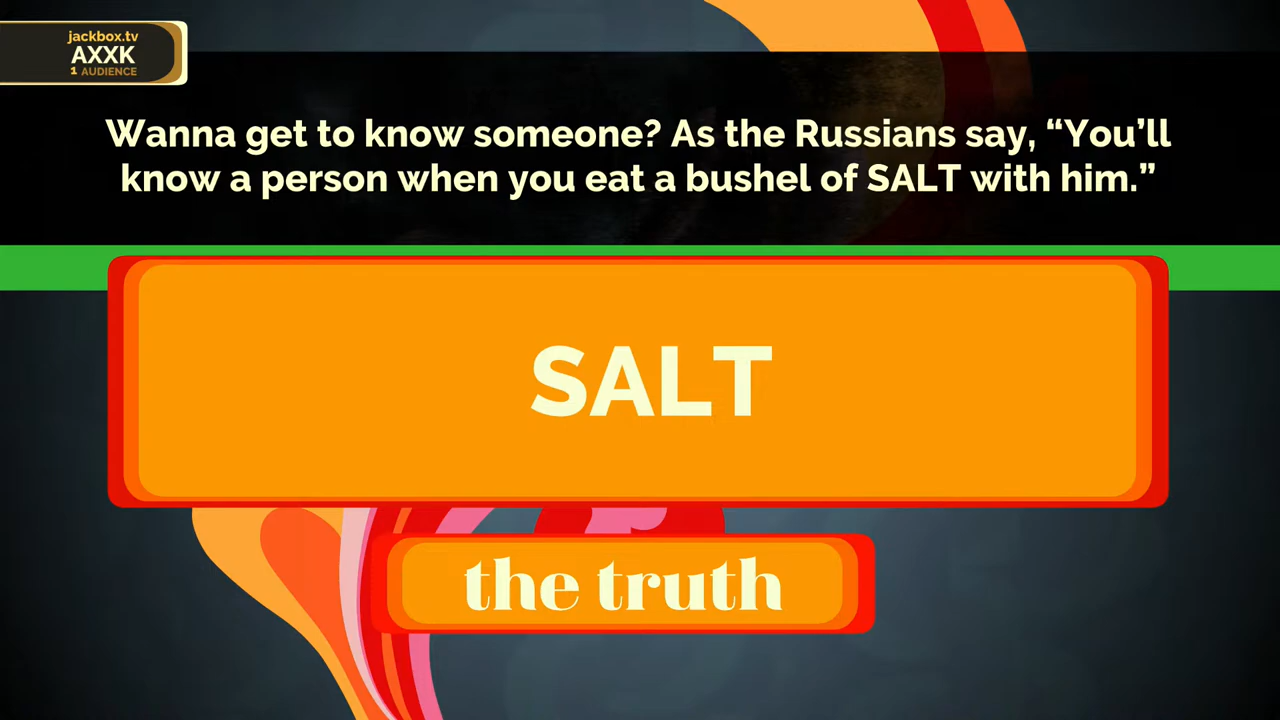 jackbox.tv
AXXK
1 AUDIENCE
Wanna get to know someone? As the Russians say, “You’ll
know a person when you eat a bushel of SALT with him.”
SALT
the truth